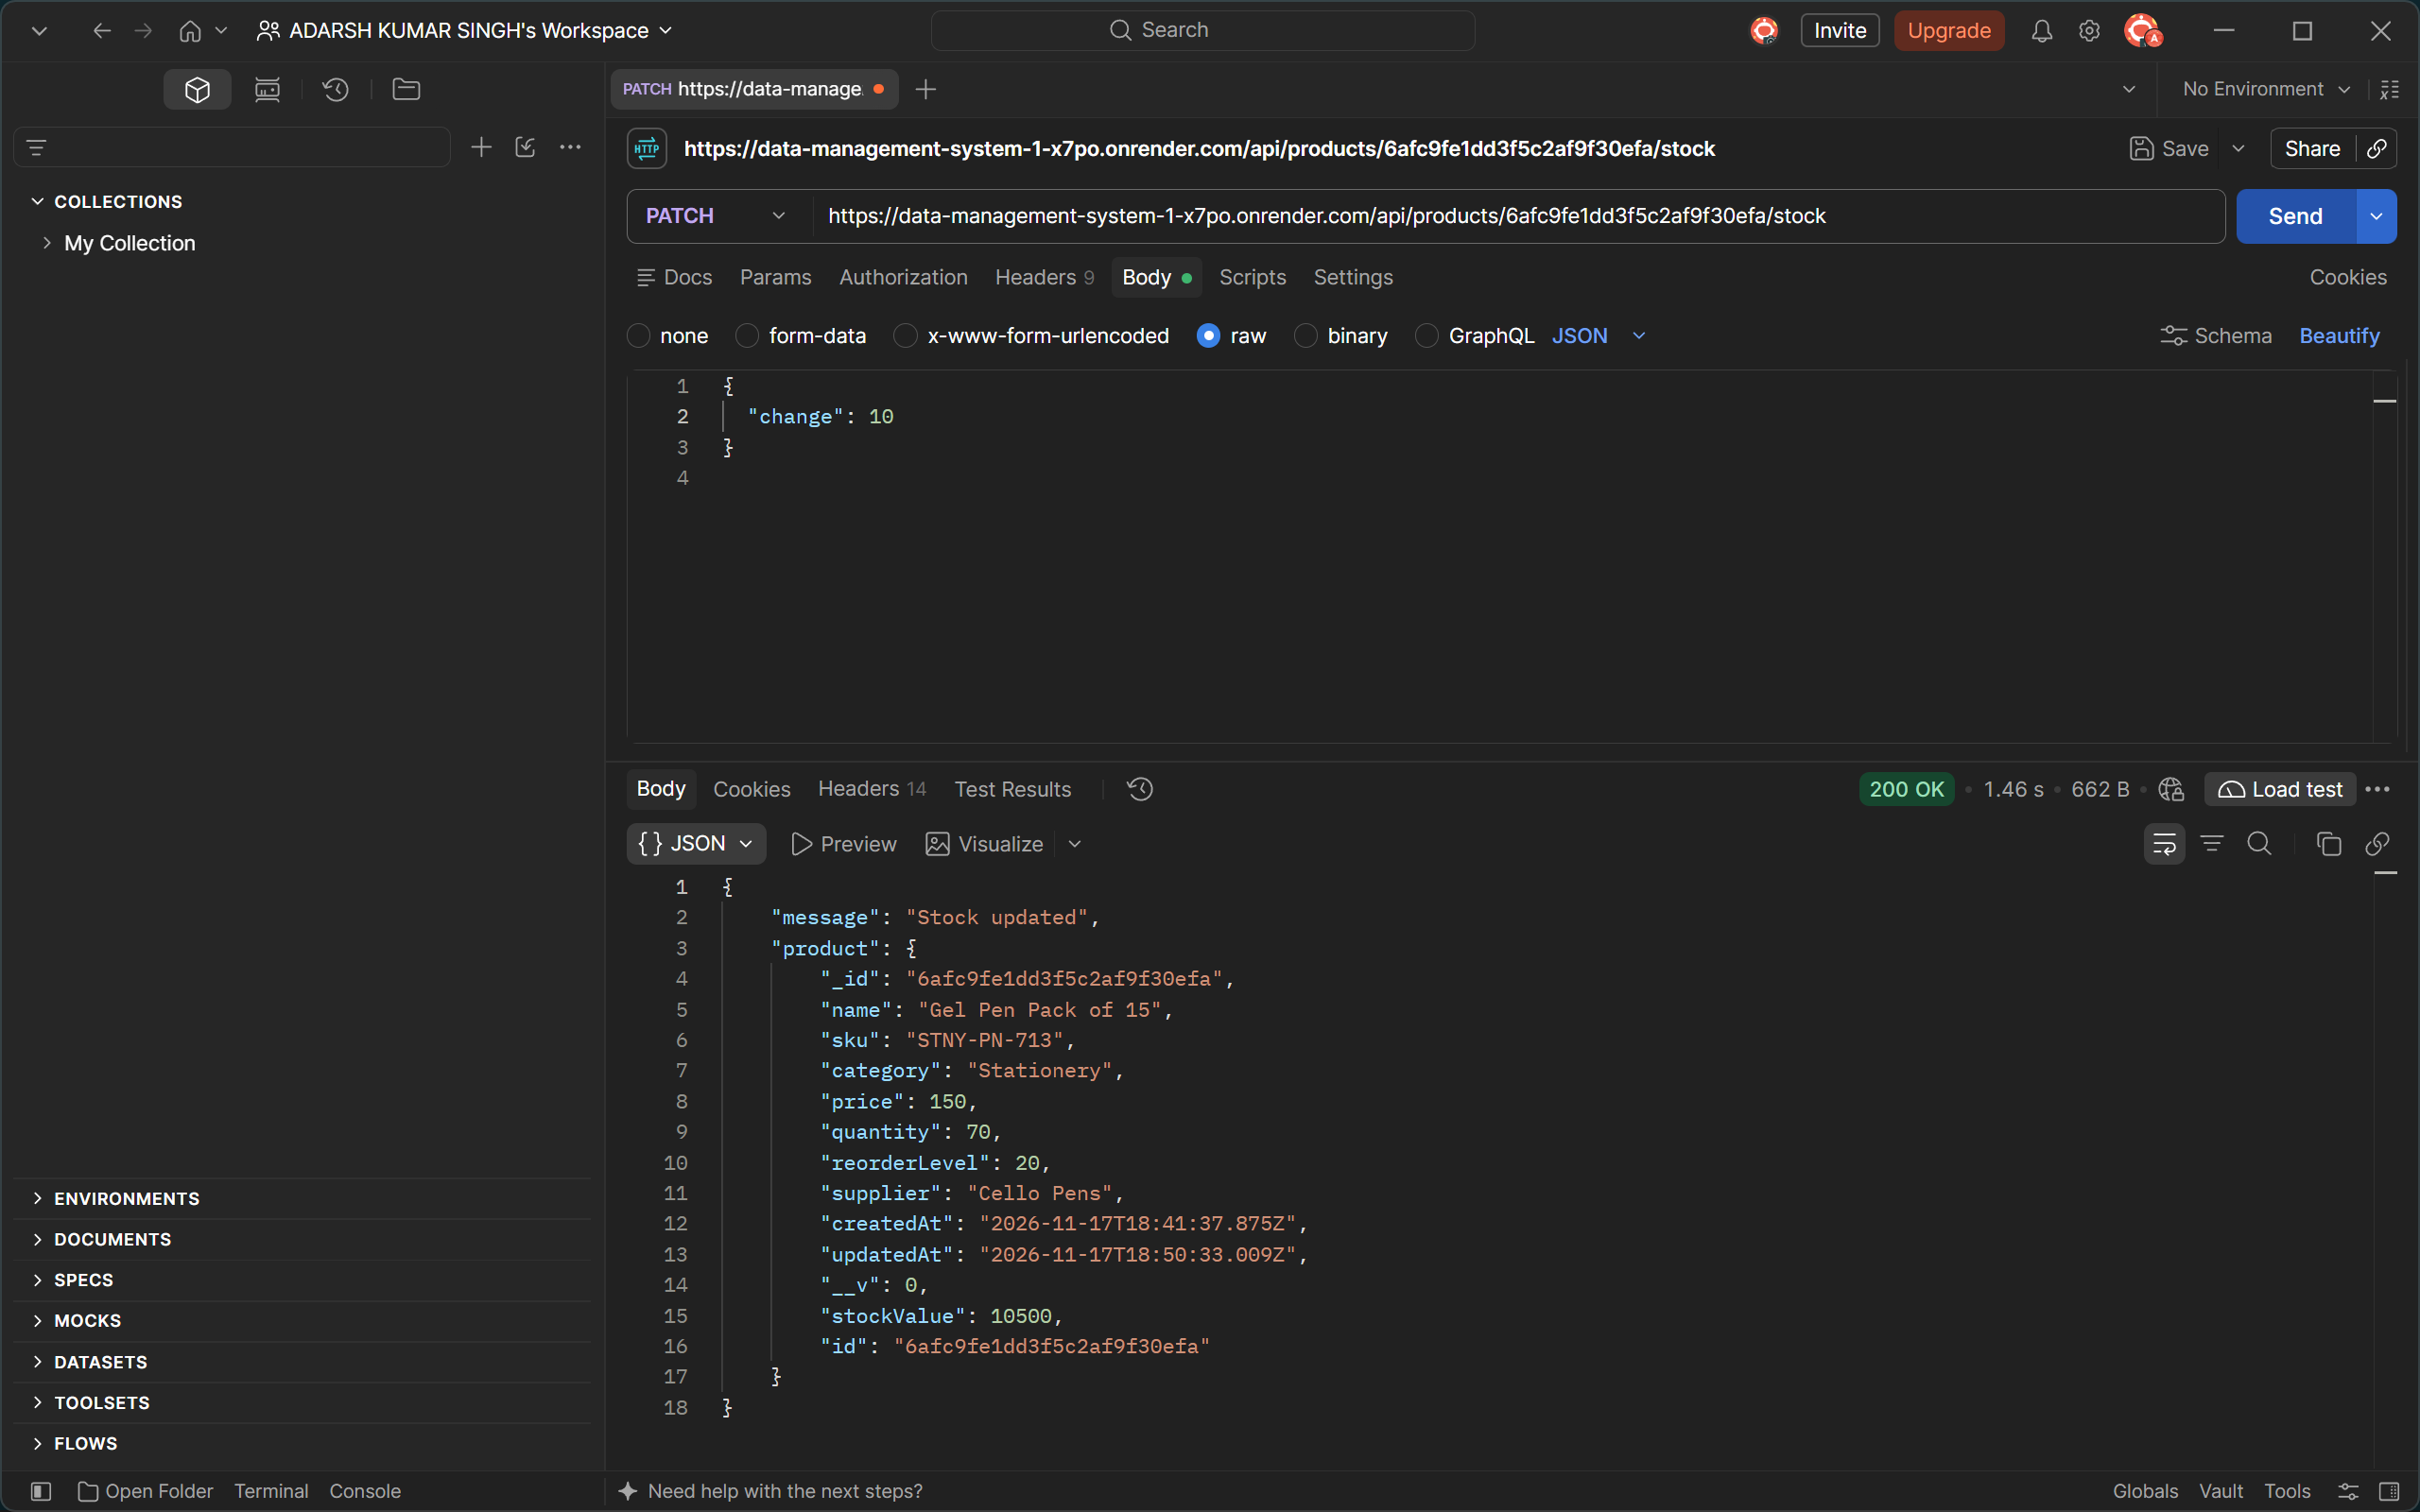 ADARSH KUMAR SINGH's Workspace
Search
Invite
Upgrade
A
PATCH https://data-manage
No Environment
HTTP
https://data-management-system-1-x7po.onrender.com/api/products/6afc9fe1dd3f5c2af9f30efa/stock
Save
Share
COLLECTIONS
My Collection
PATCH
https://data-management-system-1-x7po.onrender.com/api/products/6afc9fe1dd3f5c2af9f30efa/stock
Send
Docs
Params
Authorization
Headers 9
Body
Scripts
Settings
Cookies
none
form-data
x-www-form-urlencoded
raw
binary
GraphQL
JSON
Schema
Beautify
1 {
2 "change": 10
3 }
4
Body
Cookies
Headers 14
Test Results
200 OK
1.46 s
662 B
Load test
{} JSON
Preview
Visualize
1 {
2 "message": "Stock updated",
3 "product": {
4 "_id": "6afc9fe1dd3f5c2af9f30efa",
5 "name": "Gel Pen Pack of 15",
6 "sku": "STNY-PN-713",
7 "category": "Stationery",
8 "price": 150,
9 "quantity": 70,
10 "reorderLevel": 20,
11 "supplier": "Cello Pens",
12 "createdAt": "2026-11-17T18:41:37.875Z",
13 "updatedAt": "2026-11-17T18:50:33.009Z",
14 "__v": 0,
15 "stockValue": 10500,
16 "id": "6afc9fe1dd3f5c2af9f30efa"
17 }
18 }
ENVIRONMENTS
DOCUMENTS
SPECS
MOCKS
DATASETS
TOOLSETS
FLOWS
Open Folder
Terminal
Console
Need help with the next steps?
Globals
Vault
Tools